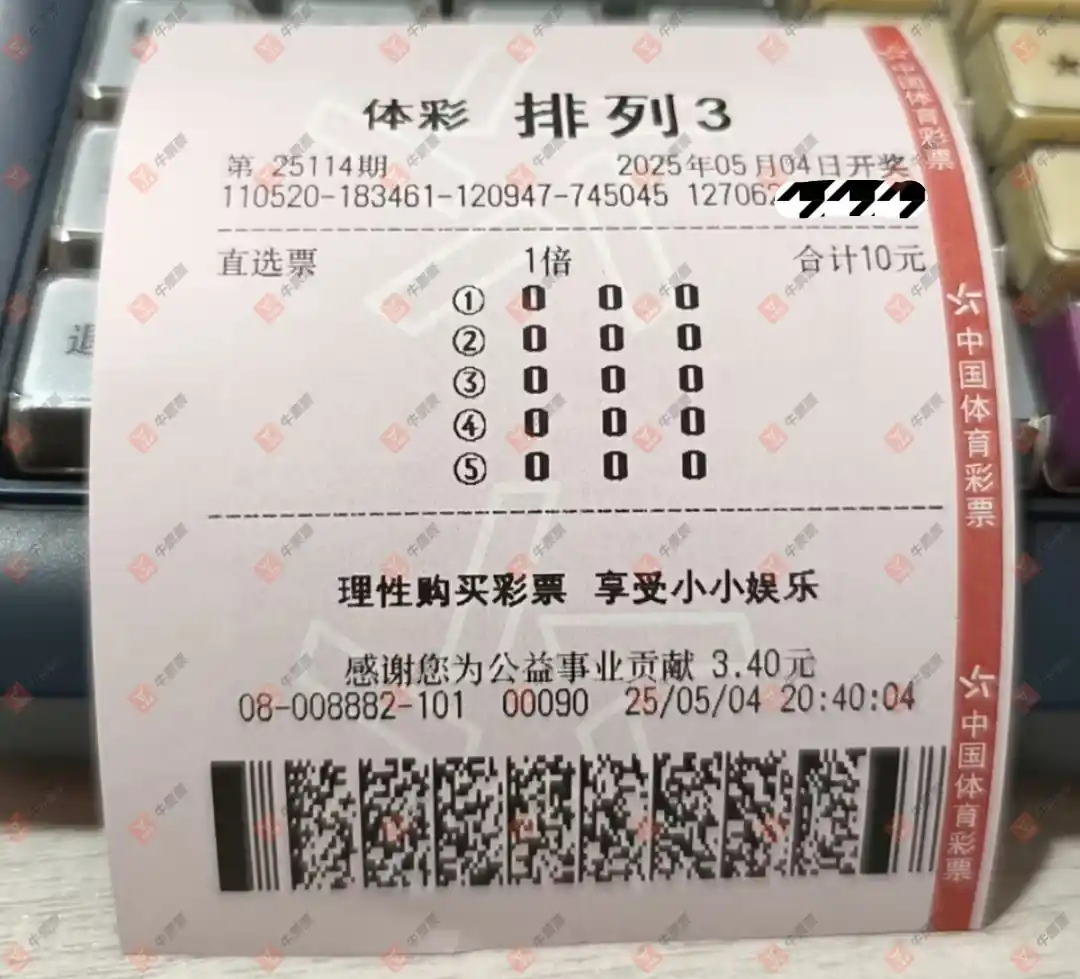 体彩 排列3
第 25114期 2025年05月04日开奖
110520-183461-120947-745045 127062
直选票 1倍 合计10元
① 0 0 0
② 0 0 0
③ 0 0 0
④ 0 0 0
⑤ 0 0 0
理性购买彩票 享受小小娱乐
感谢您为公益事业贡献 3.40元
08-008882-101 00090 25/05/04 20:40:04
中国体育彩票
中国体育彩票
中国体育彩票
退
牛票票